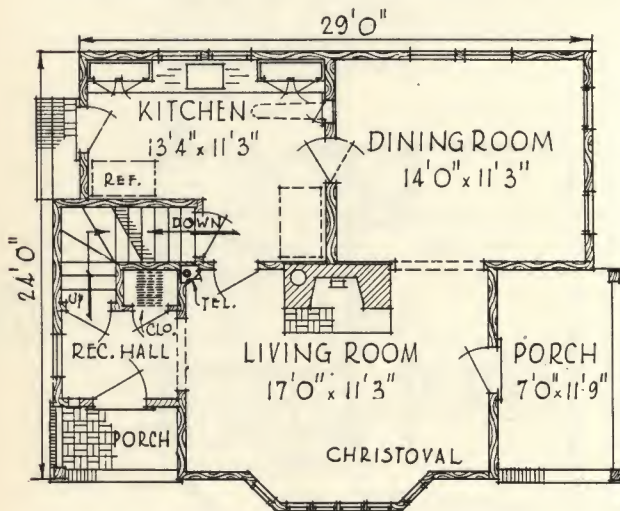 29'0"
KITCHEN
13'4" x 11'3"
DINING ROOM
14'0" x 11'3"
REF.
DOWN
24'0"
UP
TEL.
CLO.
REC. HALL
LIVING ROOM
17'0" x 11'3"
PORCH
7'0" x 11'9"
PORCH
CHRISTOVAL